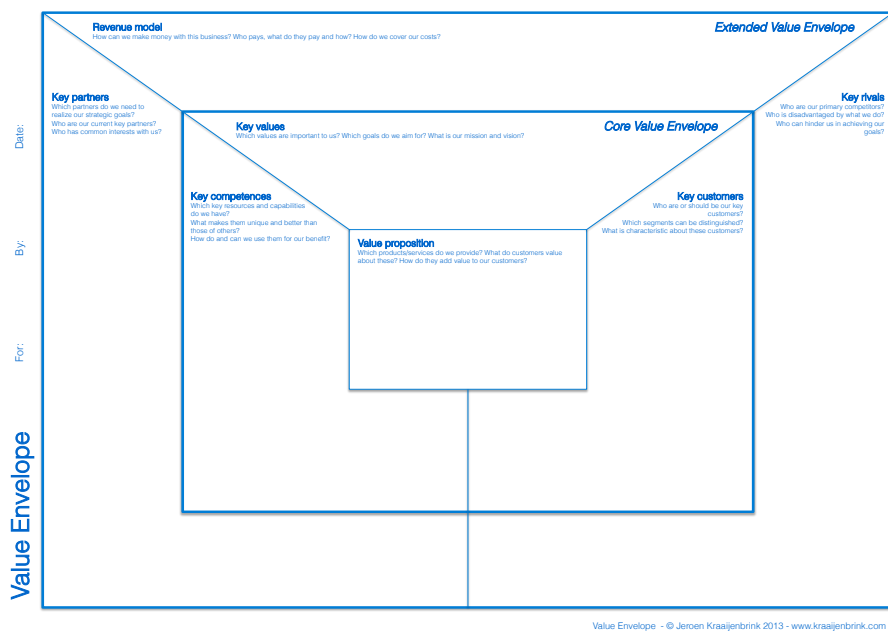 Revenue model
How can we make money with this business? Who pays, what do they pay and how? How do we cover our costs?
Extended Value Envelope
Key partners
Which partners do we need to
realize our strategic goals?
Who are our current key partners?
Who has common interests with us?
Key rivals
Who are our primary competitors?
Who is disadvantaged by what we do?
Who can hinder us in achieving our
goals?
Key values
Which values are important to us? Which goals do we aim for? What is our mission and vision?
Core Value Envelope
Key competences
Which key resources and capabilities
do we have?
What makes them unique and better than
those of others?
How do and can we use them for our benefit?
Key customers
Who are or should be our key
customers?
Which segments can be distinguished?
What is characteristic about these customers?
Value proposition
Which products/services do we provide? What do customers value
about these? How do they add value to our customers?
Value Envelope
For:
By:
Date:
Value Envelope - © Jeroen Kraaijenbrink 2013 - www.kraaijenbrink.com